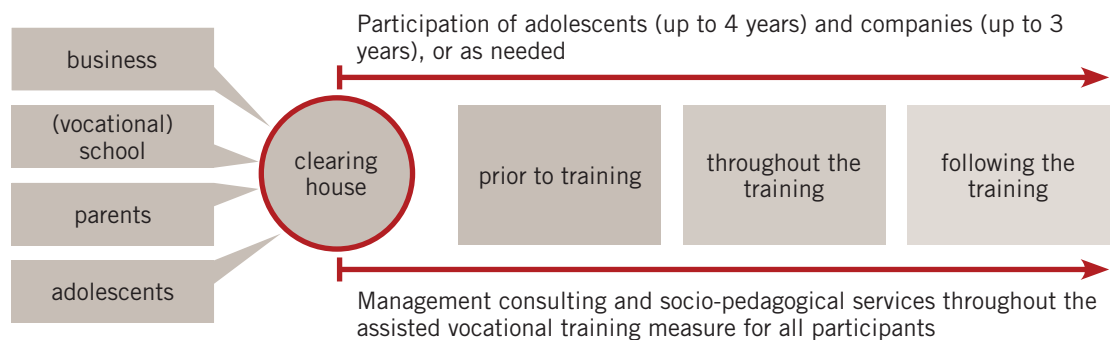 Participation of adolescents (up to 4 years) and companies (up to 3
years), or as needed
business
(vocational)
school
parents
adolescents
clearing
house
prior to training
throughout the
training
following the
training
Management consulting and socio-pedagogical services throughout the
assisted vocational training measure for all participants